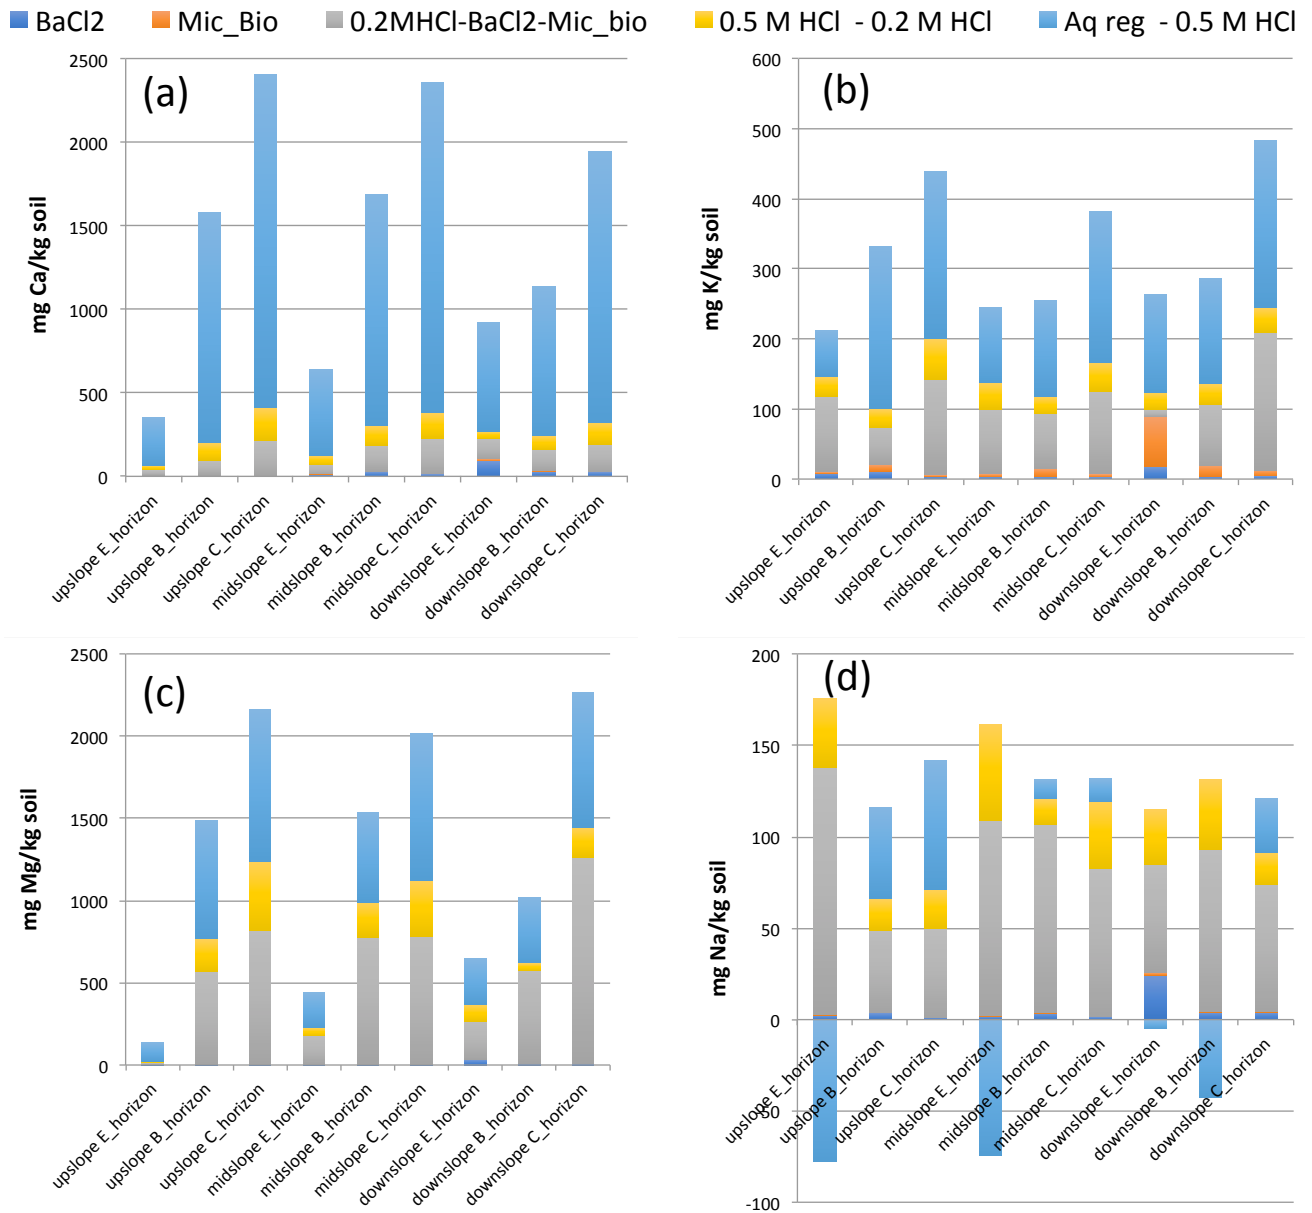 BaCl2 Mic_Bio 0.2MHCl-BaCl2-Mic_bio 0.5 M HCl - 0.2 M HCl Aq reg - 0.5 M HCl
(a)
mg Ca/kg soil
2500
2000
1500
1000
500
0
upslope E_horizon
upslope B_horizon
upslope C_horizon
midslope E_horizon
midslope B_horizon
midslope C_horizon
downslope E_horizon
downslope B_horizon
downslope C_horizon
(b)
mg K/kg soil
600
500
400
300
200
100
0
upslope E_horizon
upslope B_horizon
upslope C_horizon
midslope E_horizon
midslope B_horizon
midslope C_horizon
downslope E_horizon
downslope B_horizon
downslope C_horizon
(c)
mg Mg/kg soil
2500
2000
1500
1000
500
0
upslope E_horizon
upslope B_horizon
upslope C_horizon
midslope E_horizon
midslope B_horizon
midslope C_horizon
downslope E_horizon
downslope B_horizon
downslope C_horizon
(d)
mg Na/kg soil
200
150
100
50
0
-50
-100
upslope E_horizon
upslope B_horizon
upslope C_horizon
midslope E_horizon
midslope B_horizon
midslope C_horizon
downslope E_horizon
downslope B_horizon
downslope C_horizon